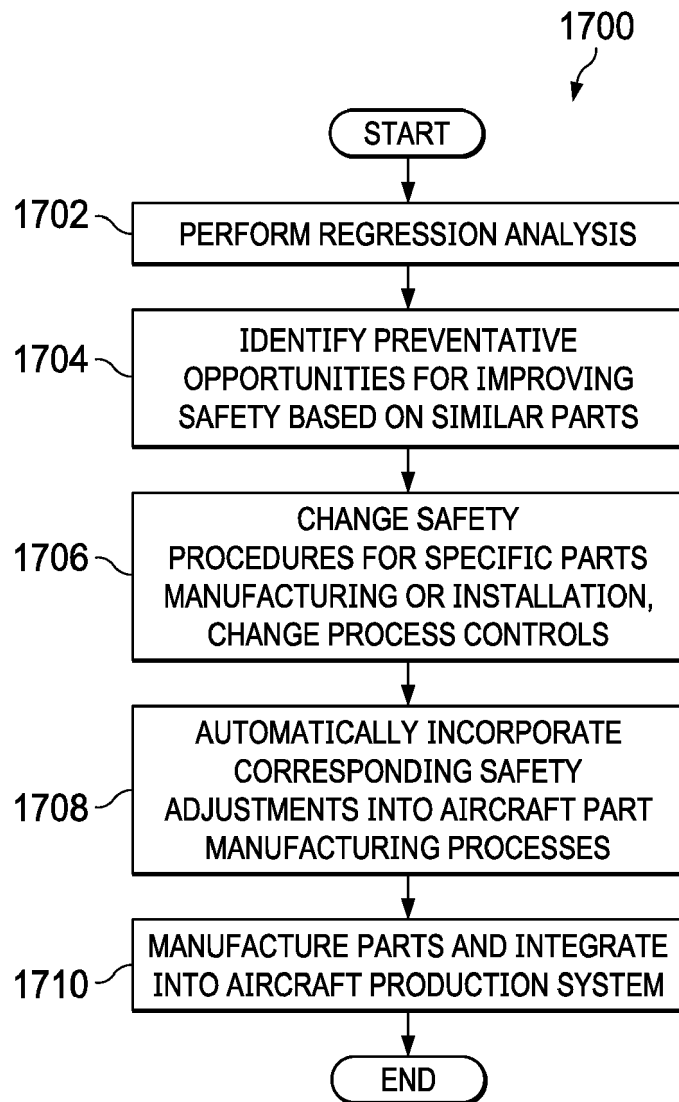 1700
START
1702
PERFORM REGRESSION ANALYSIS
1704
IDENTIFY PREVENTATIVE
OPPORTUNITIES FOR IMPROVING
SAFETY BASED ON SIMILAR PARTS
1706
CHANGE SAFETY
PROCEDURES FOR SPECIFIC PARTS
MANUFACTURING OR INSTALLATION,
CHANGE PROCESS CONTROLS
1708
AUTOMATICALLY INCORPORATE
CORRESPONDING SAFETY
ADJUSTMENTS INTO AIRCRAFT PART
MANUFACTURING PROCESSES
1710
MANUFACTURE PARTS AND INTEGRATE
INTO AIRCRAFT PRODUCTION SYSTEM
END